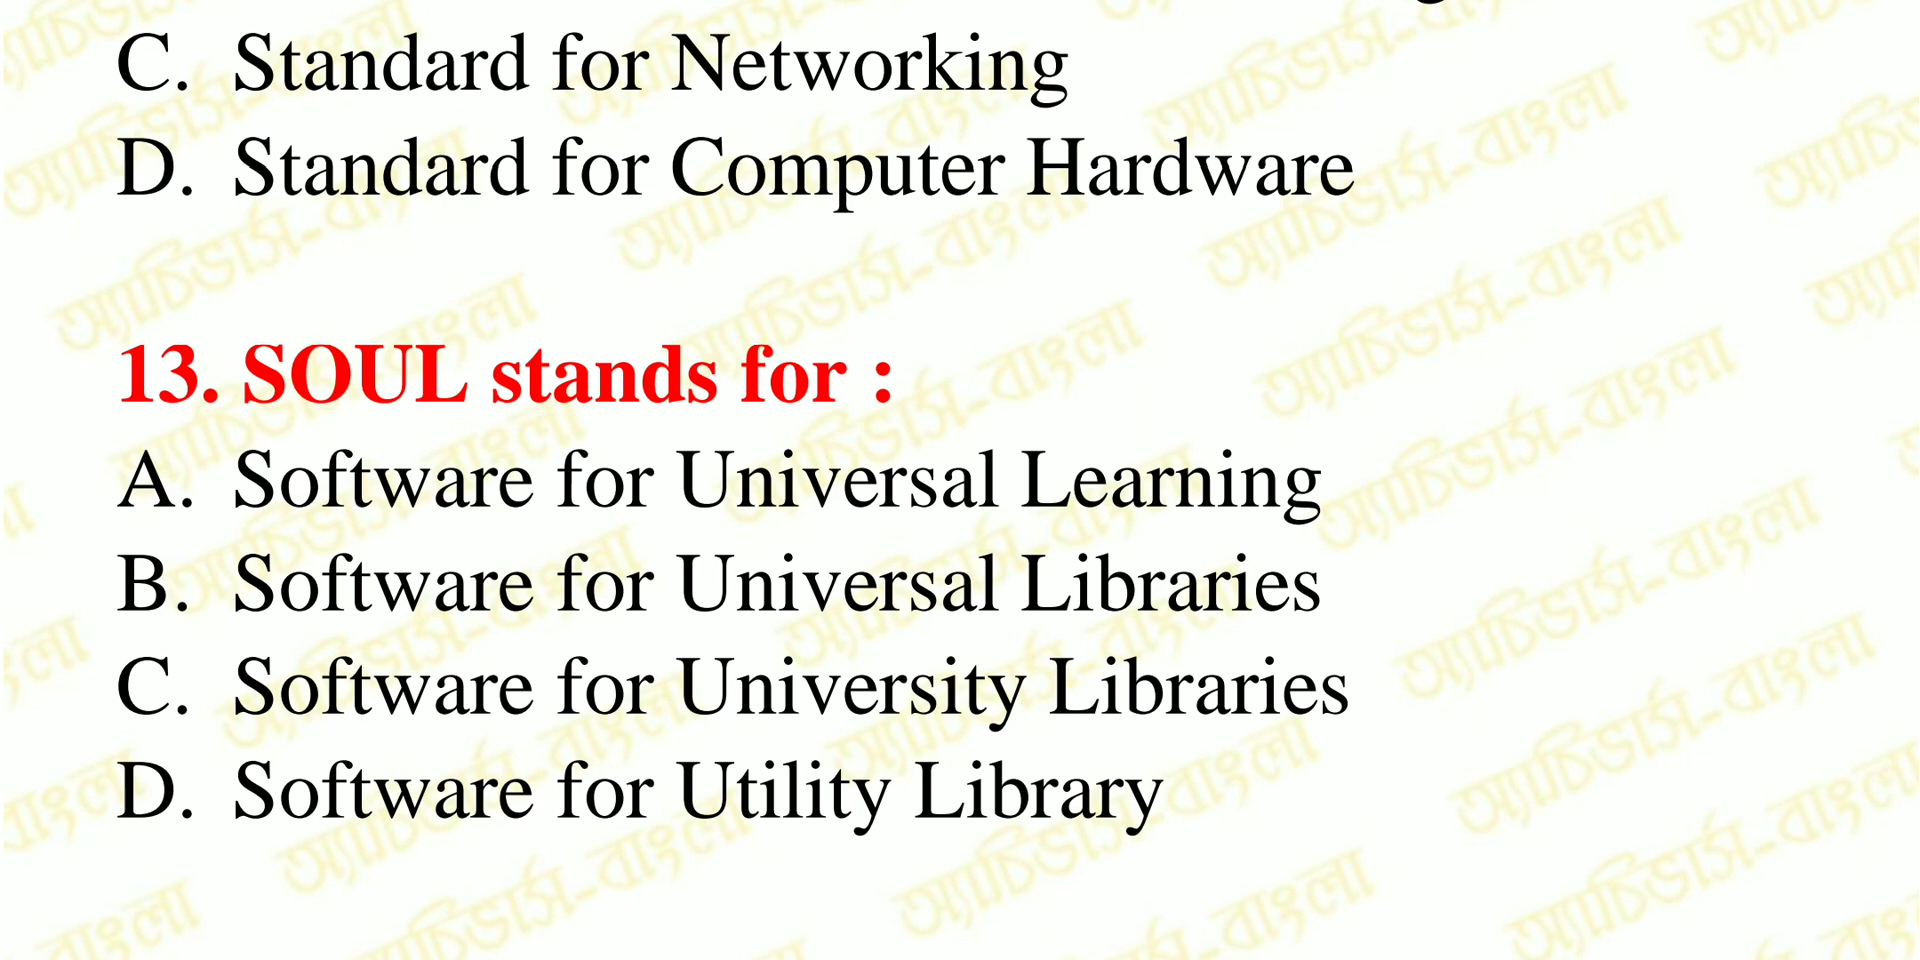 C. Standard for Networking
D. Standard for Computer Hardware
13. SOUL stands for :
A. Software for Universal Learning
B. Software for Universal Libraries
C. Software for University Libraries
D. Software for Utility Library
অ্যাচিভার্স-বাংলা